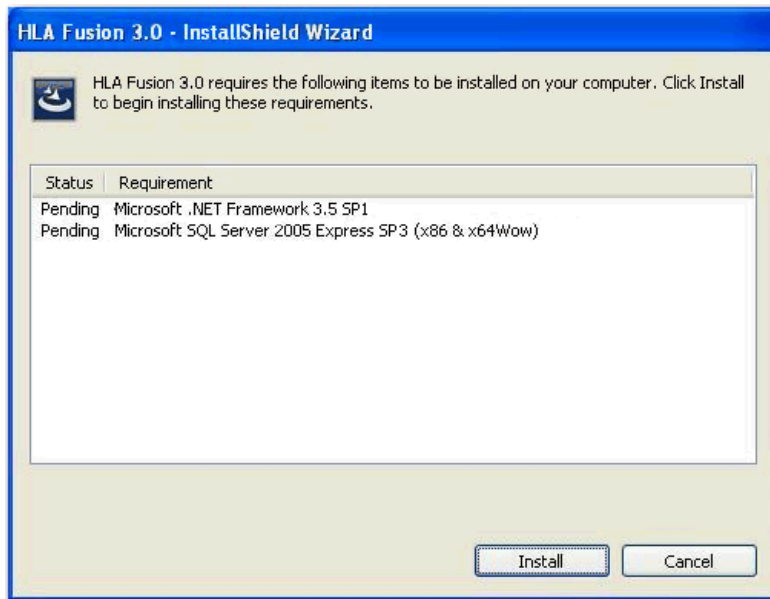 HLA Fusion 3.0 - InstallShield Wizard
HLA Fusion 3.0 requires the following items to be installed on your computer. Click Install
to begin installing these requirements.
Status Requirement
Pending Microsoft .NET Framework 3.5 SP1
Pending Microsoft SQL Server 2005 Express SP3 (x86 & x64Wow)
Install Cancel